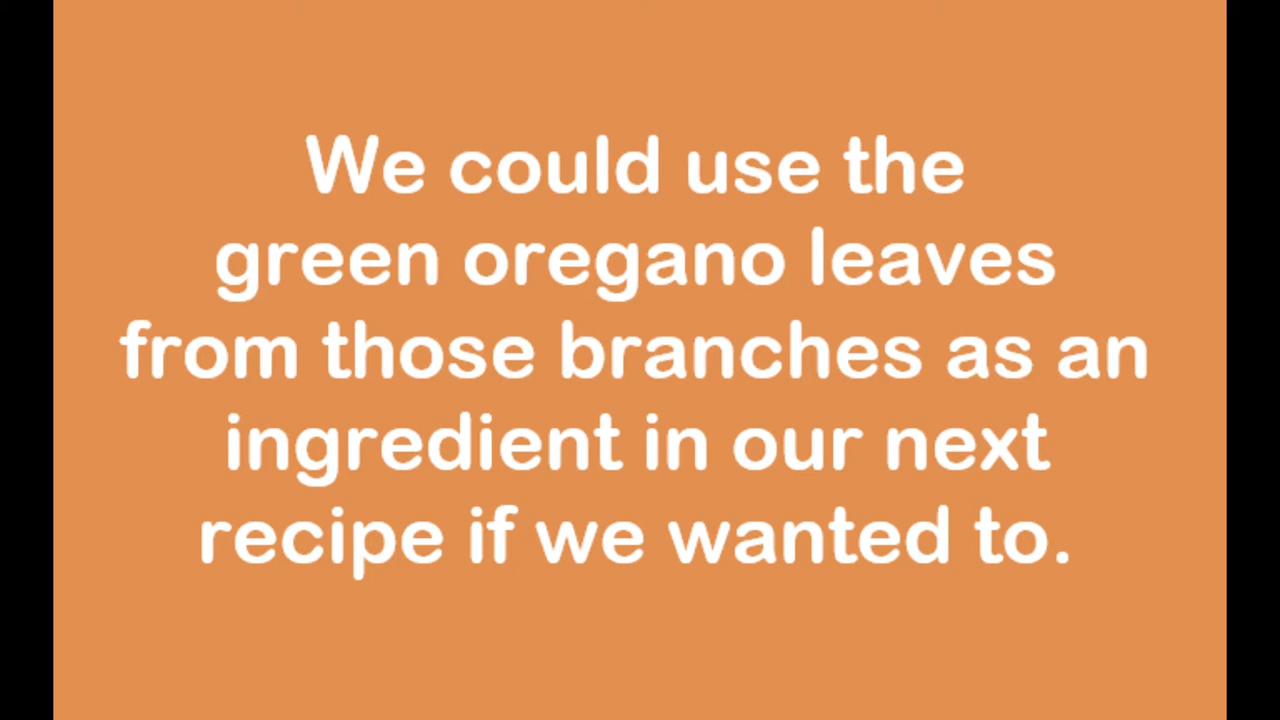 We could use the
green oregano leaves
from those branches as an
ingredient in our next
recipe if we wanted to.